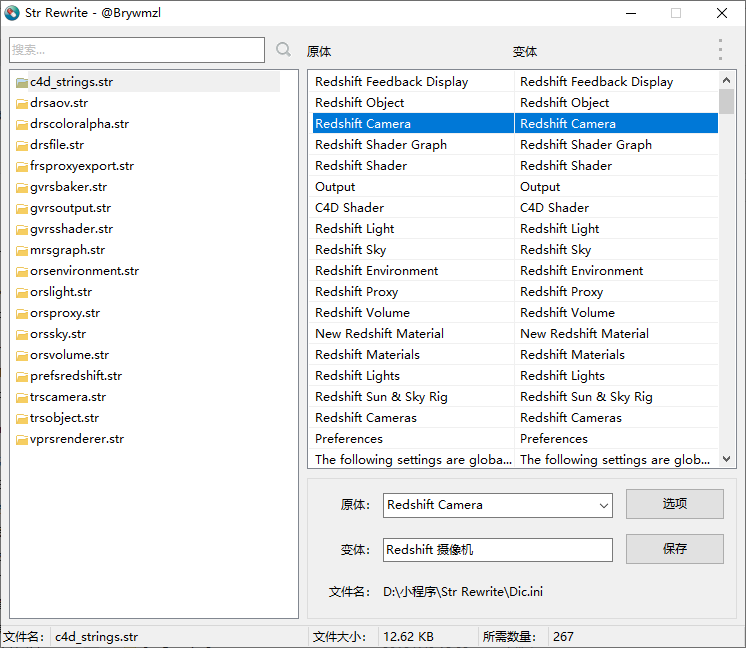 Str Rewrite - @Brywmzl
搜索...
原体 变体
c4d_strings.str
drsaov.str
drscoloralpha.str
drsfile.str
frsproxyexport.str
gvrsbaker.str
gvrsoutput.str
gvrsshader.str
mrsgraph.str
orsenvironment.str
orslight.str
orsproxy.str
orssky.str
orsvolume.str
prefsredshift.str
trscamera.str
trsobject.str
vprsrenderer.str
Redshift Feedback Display Redshift Feedback Display
Redshift Object Redshift Object
Redshift Camera Redshift Camera
Redshift Shader Graph Redshift Shader Graph
Redshift Shader Redshift Shader
Output Output
C4D Shader C4D Shader
Redshift Light Redshift Light
Redshift Sky Redshift Sky
Redshift Environment Redshift Environment
Redshift Proxy Redshift Proxy
Redshift Volume Redshift Volume
New Redshift Material New Redshift Material
Redshift Materials Redshift Materials
Redshift Lights Redshift Lights
Redshift Sun & Sky Rig Redshift Sun & Sky Rig
Redshift Cameras Redshift Cameras
Preferences Preferences
The following settings are globa... The following settings are glob...
原体: Redshift Camera 选项
变体: Redshift 摄像机 保存
文件名: D:\小程序\Str Rewrite\Dic.ini
文件名: c4d_strings.str 文件大小: 12.62 KB 所需数量: 267